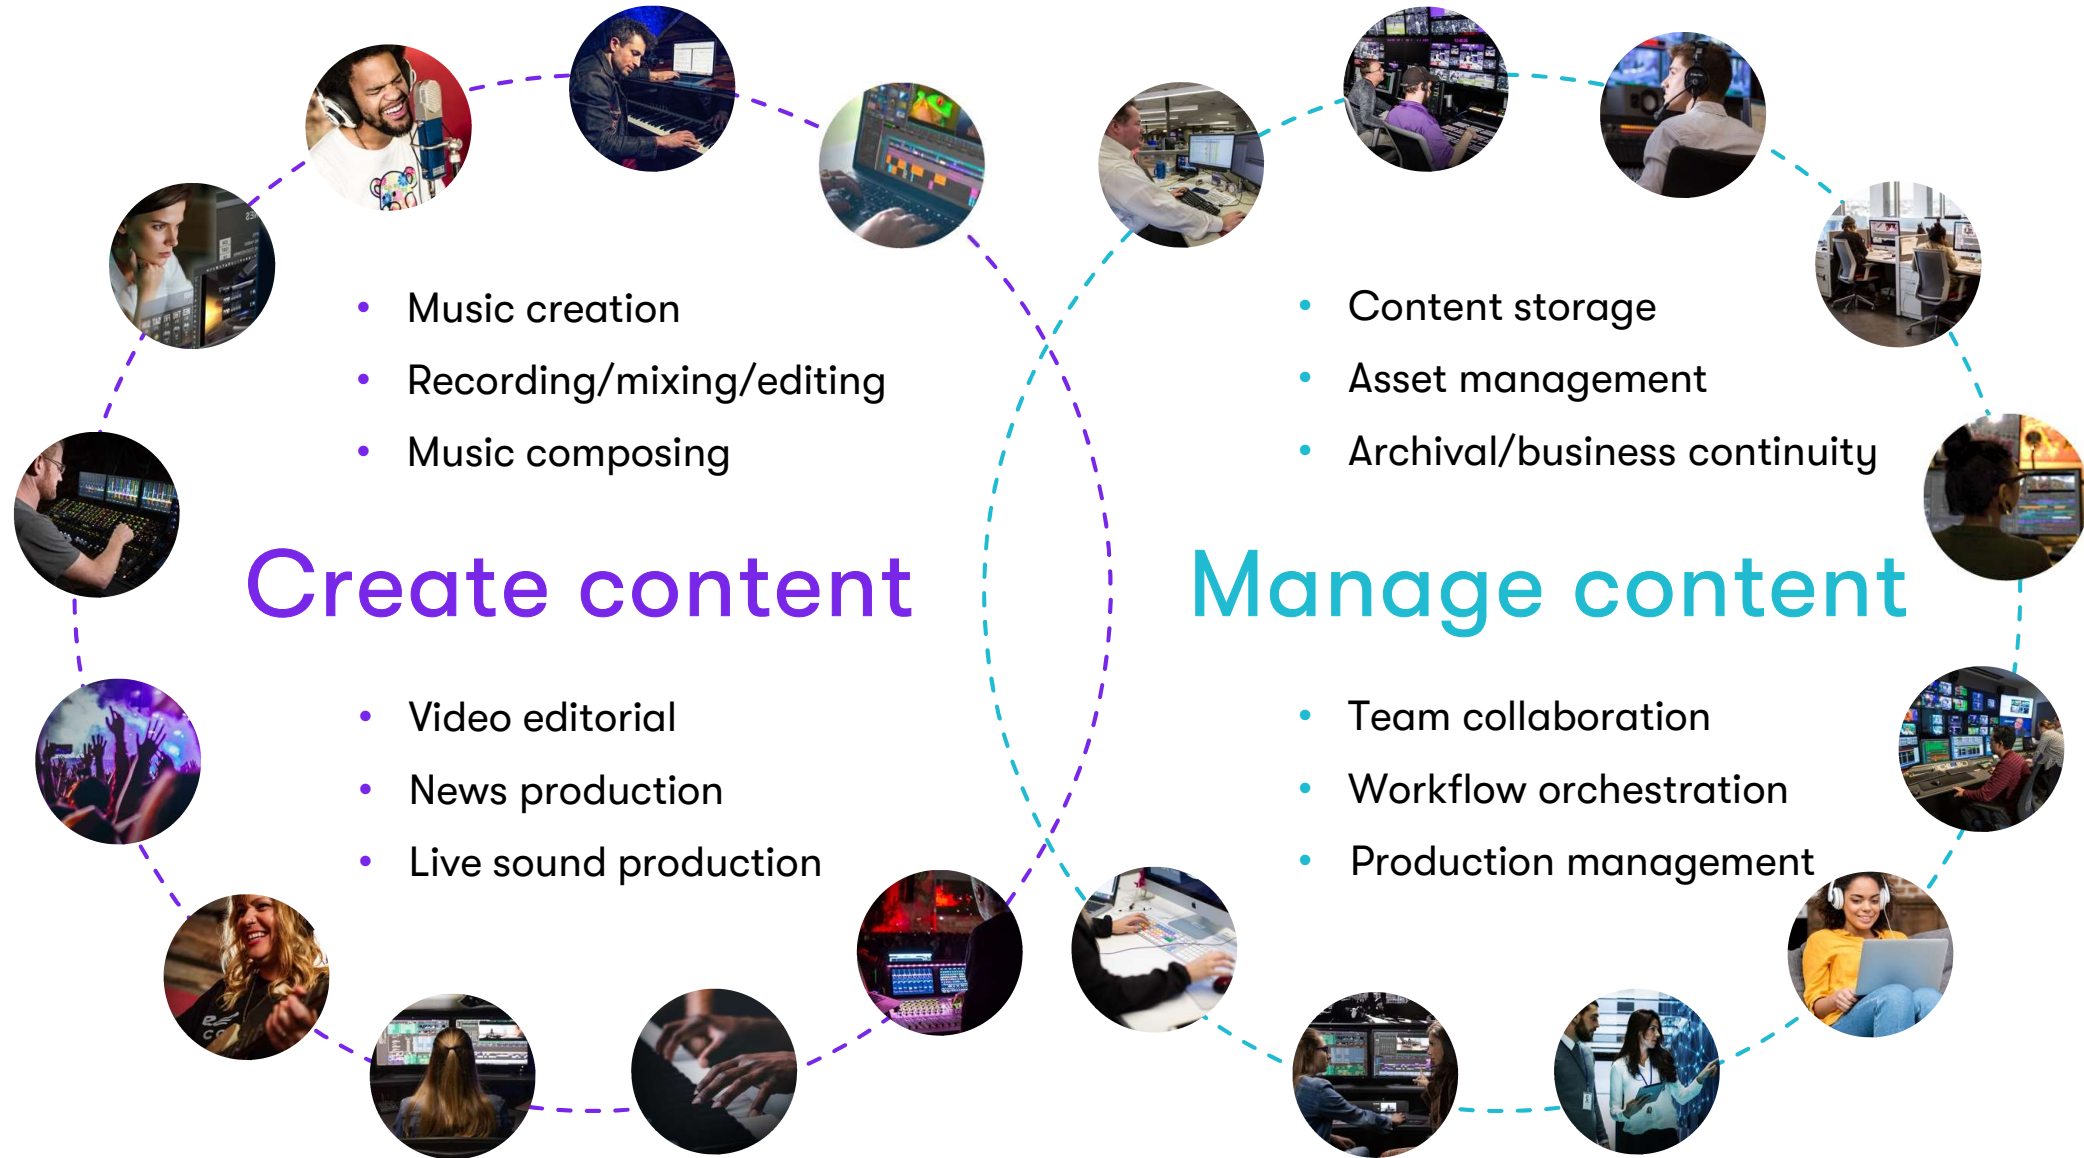 Music creation
Recording/mixing/editing
Music composing
Create content
Video editorial
News production
Live sound production
Content storage
Asset management
Archival/business continuity
Manage content
Team collaboration
Workflow orchestration
Production management